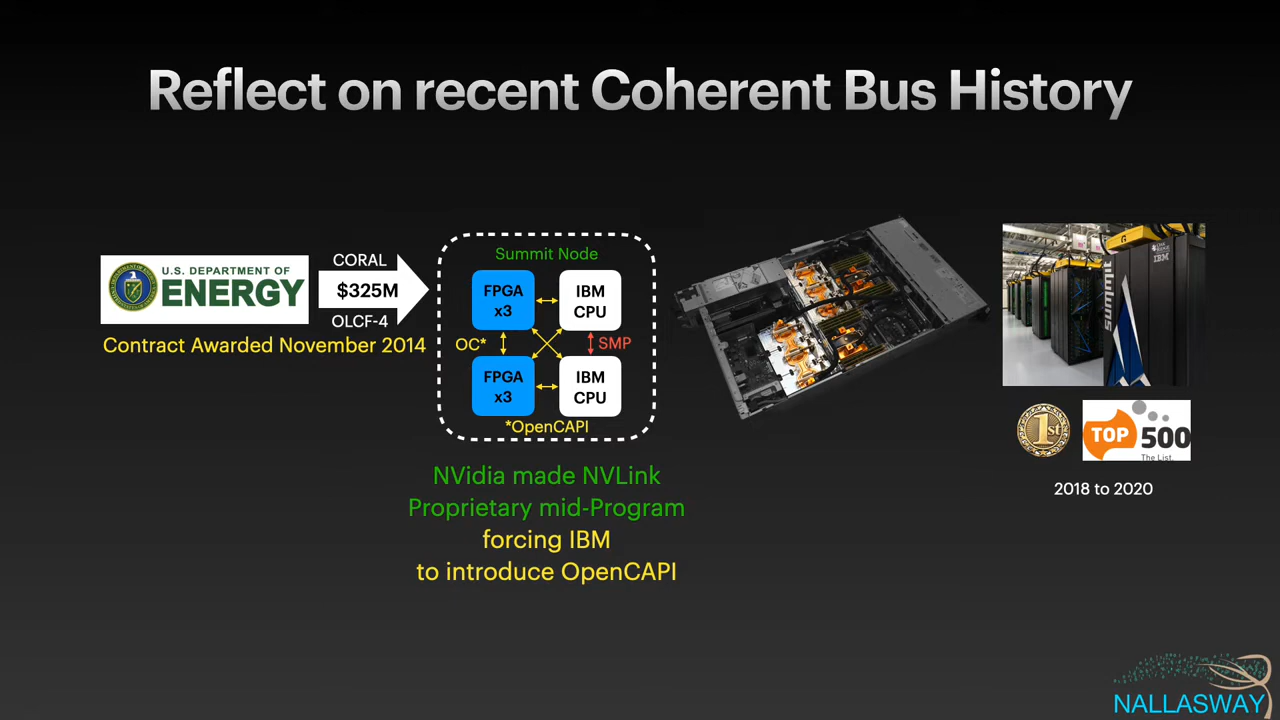 Reflect on recent Coherent Bus History
U.S. DEPARTMENT OF
ENERGY
CORAL
$325M
OLCF-4
Contract Awarded November 2014
Summit Node
FPGA
x3
IBM
CPU
OC*
SMP
FPGA
x3
IBM
CPU
*OpenCAPI
NVidia made NVLink
Proprietary mid-Program
forcing IBM
to introduce OpenCAPI
IBM
SUMMIT
1st
TOP 500
The List.
2018 to 2020
NALLASWAY